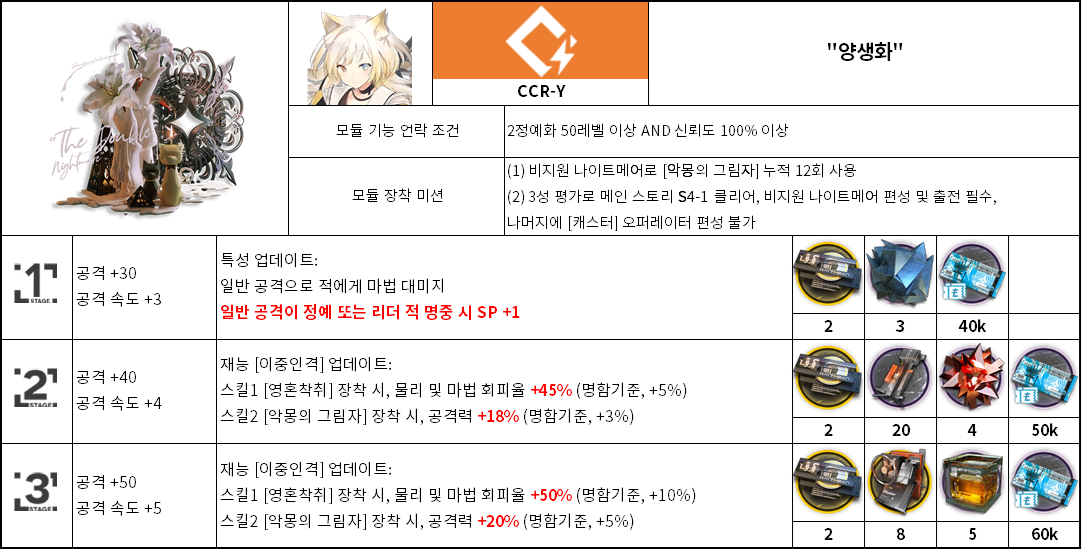 "The Double
Nightmare
CCR-Y
"양생화"
모듈 기능 언락 조건
2정예화 50레벨 이상 AND 신뢰도 100% 이상
모듈 장착 미션
(1) 비지원 나이트메어로 [악몽의 그림자] 누적 12회 사용
(2) 3성 평가로 메인 스토리 S4-1 클리어, 비지원 나이트메어 편성 및 출전 필수,
나머지에 [캐스터] 오퍼레이터 편성 불가
1
STAGE
공격 +30
공격 속도 +3
특성 업데이트:
일반 공격으로 적에게 마법 대미지
일반 공격이 정예 또는 리더 적 명중 시 SP +1
2
3
40k
2
STAGE
공격 +40
공격 속도 +4
재능 [이중인격] 업데이트:
스킬1 [영혼착취] 장착 시, 물리 및 마법 회피율 +45% (명함기준, +5%)
스킬2 [악몽의 그림자] 장착 시, 공격력 +18% (명함기준, +3%)
2
20
4
50k
3
STAGE
공격 +50
공격 속도 +5
재능 [이중인격] 업데이트:
스킬1 [영혼착취] 장착 시, 물리 및 마법 회피율 +50% (명함기준, +10%)
스킬2 [악몽의 그림자] 장착 시, 공격력 +20% (명함기준, +5%)
2
8
5
60k